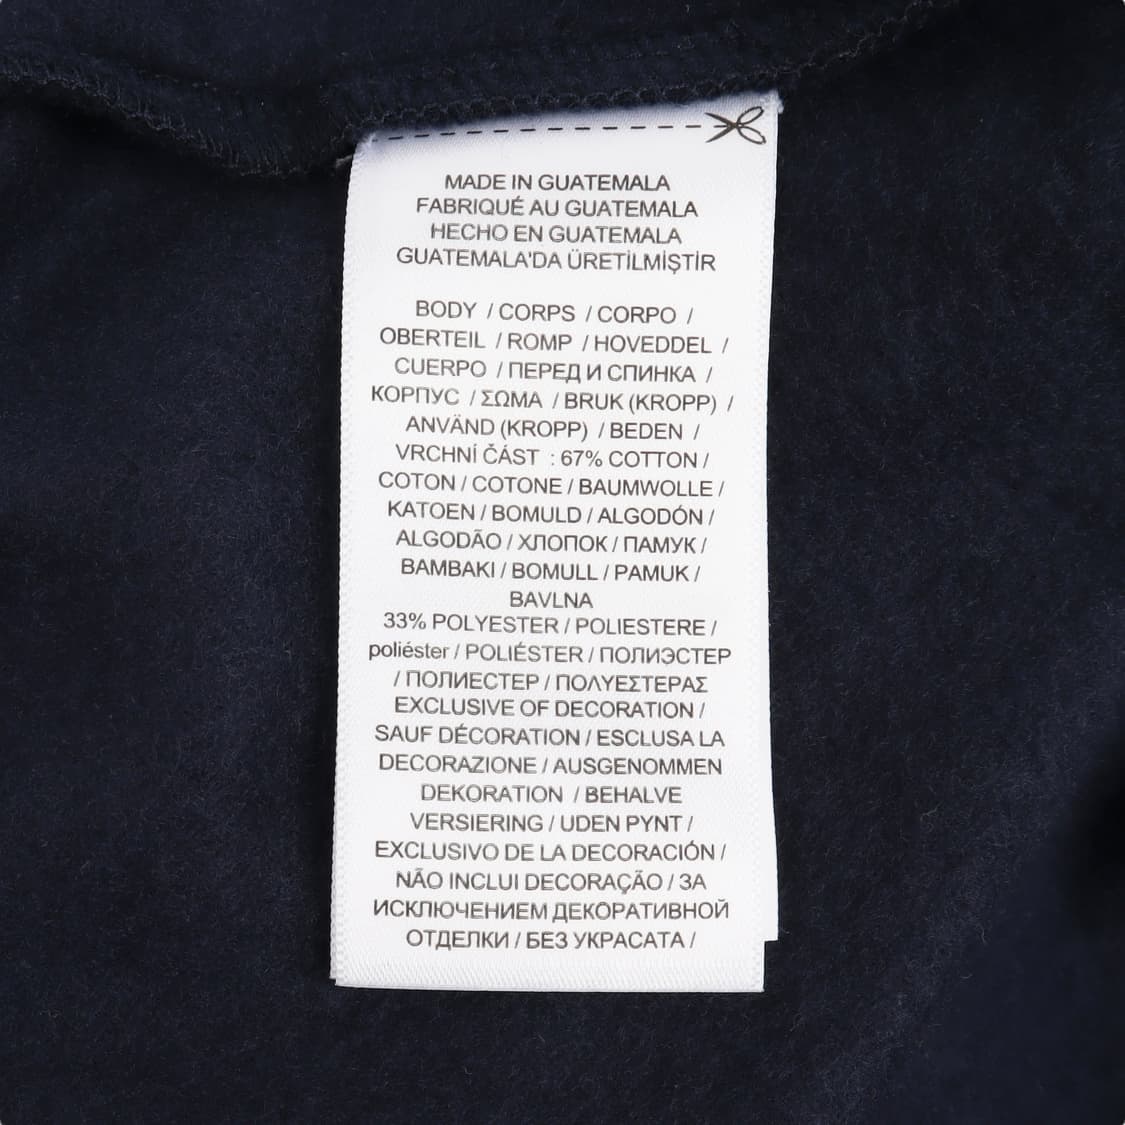 MADE IN GUATEMALA
FABRIQUÉ AU GUATEMALA
HECHO EN GUATEMALA
GUATEMALA'DA ÜRETİLMİŞTİR
BODY / CORPS / CORPO /
OBERTEIL / ROMP / HOVEDDEL /
CUERPO / ПЕРЕД И СПИНКА /
КОРПУС / ΣΩΜΑ / BRUK (KROPP) /
ANVÄND (KROPP) / BEDEN /
VRCHNÍ ČÁST : 67% COTTON /
COTON / COTONE / BAUMWOLLE /
KATOEN / BOMULD / ALGODÓN /
ALGODÃO / ХЛОПОК / ПАМУК /
BAMBAKI / BOMULL / PAMUK /
BAVLNA
33% POLYESTER / POLIESTERE /
poliéster / POLIÉSTER / ПОЛИЭСТЕР
/ ПОЛИЕСТЕР / ΠΟΛΥΕΣΤΕΡΑΣ
EXCLUSIVE OF DECORATION /
SAUF DÉCORATION / ESCLUSA LA
DECORAZIONE / AUSGENOMMEN
DEKORATION / BEHALVE
VERSIERING / UDEN PYNT /
EXCLUSIVO DE LA DECORACIÓN /
NÃO INCLUI DECORAÇÃO / ЗА
ИСКЛЮЧЕНИЕМ ДЕКОРАТИВНОЙ
ОТДЕЛКИ / БЕЗ УКРАСАТА /